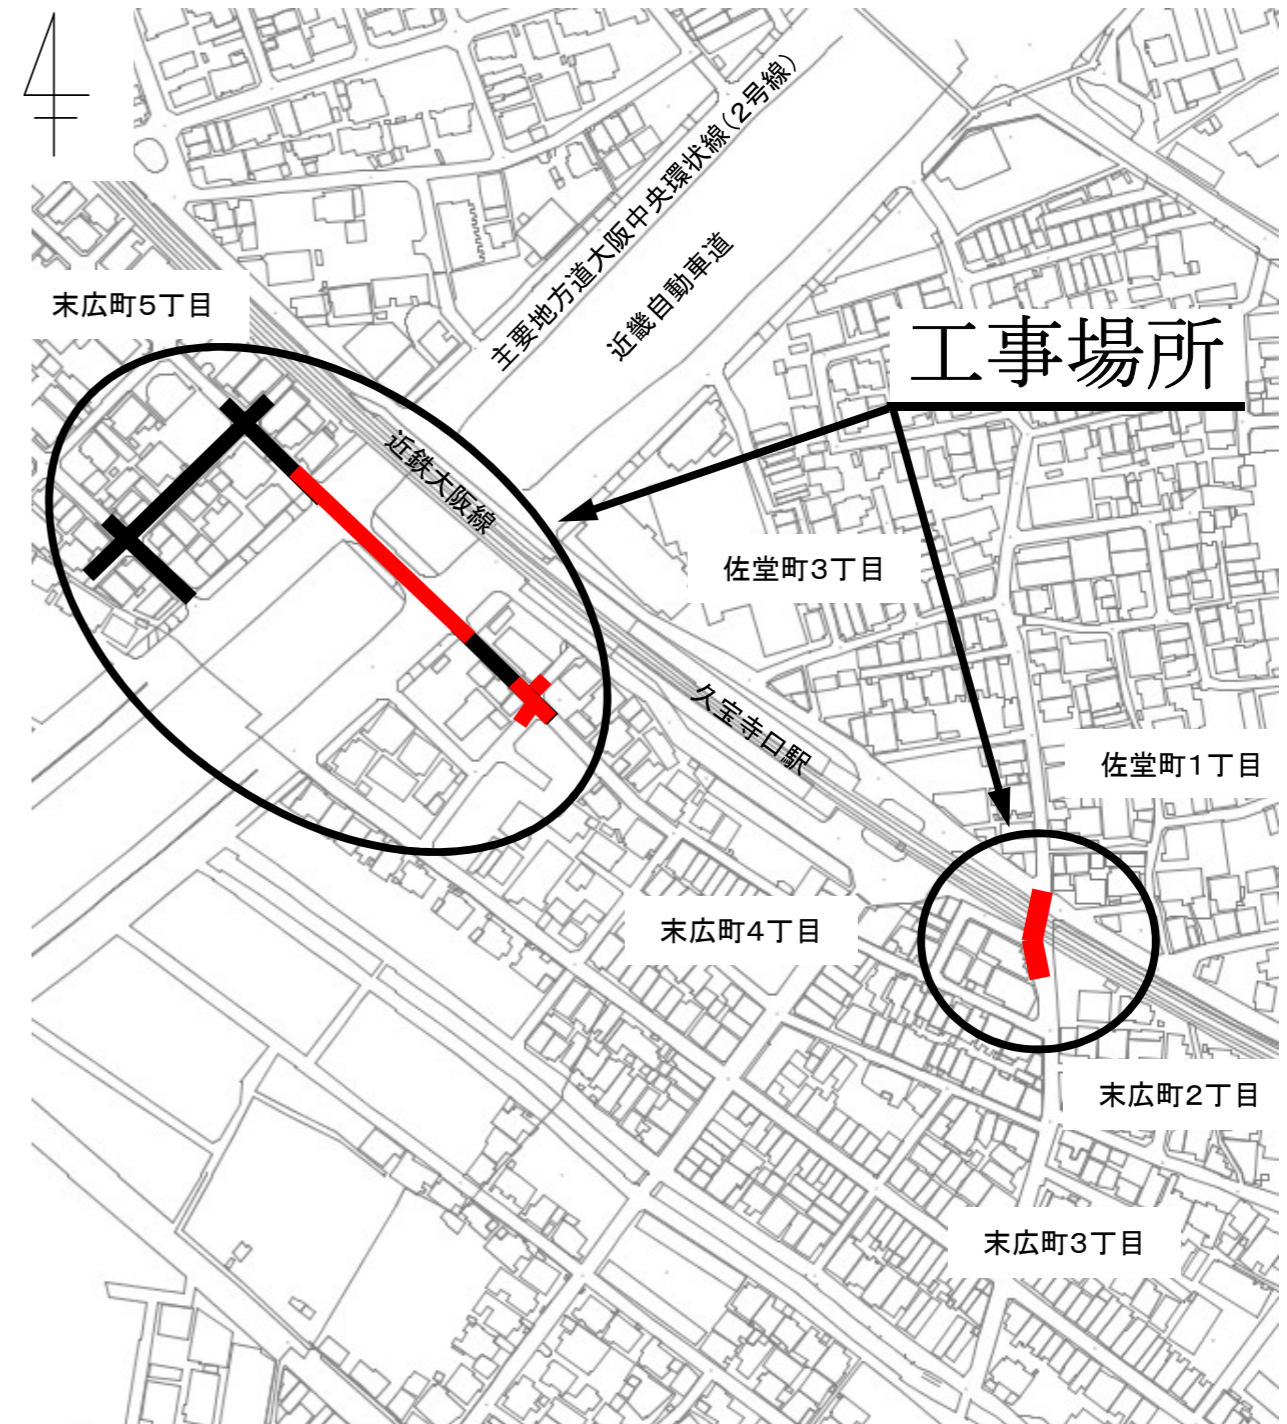 主要地方道大阪中央環状線(2号線)
近畿自動車道
末広町5丁目
工事場所
近鉄大阪線
佐堂町3丁目
久宝寺口駅
佐堂町1丁目
末広町4丁目
末広町2丁目
末広町3丁目